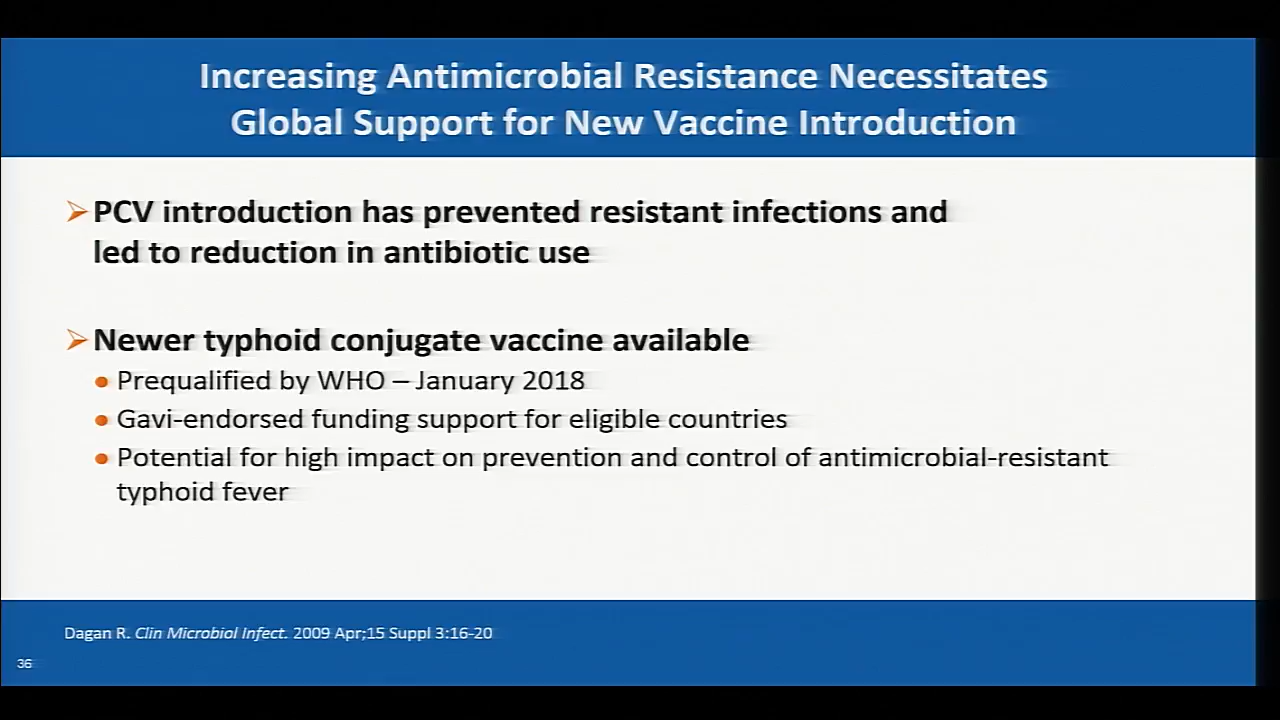 Increasing Antimicrobial Resistance Necessitates
Global Support for New Vaccine Introduction
PCV introduction has prevented resistant infections and
led to reduction in antibiotic use
Newer typhoid conjugate vaccine available
Prequalified by WHO – January 2018
Gavi-endorsed funding support for eligible countries
Potential for high impact on prevention and control of antimicrobial-resistant
typhoid fever
Dagan R. Clin Microbiol Infect. 2009 Apr;15 Suppl 3:16-20
36